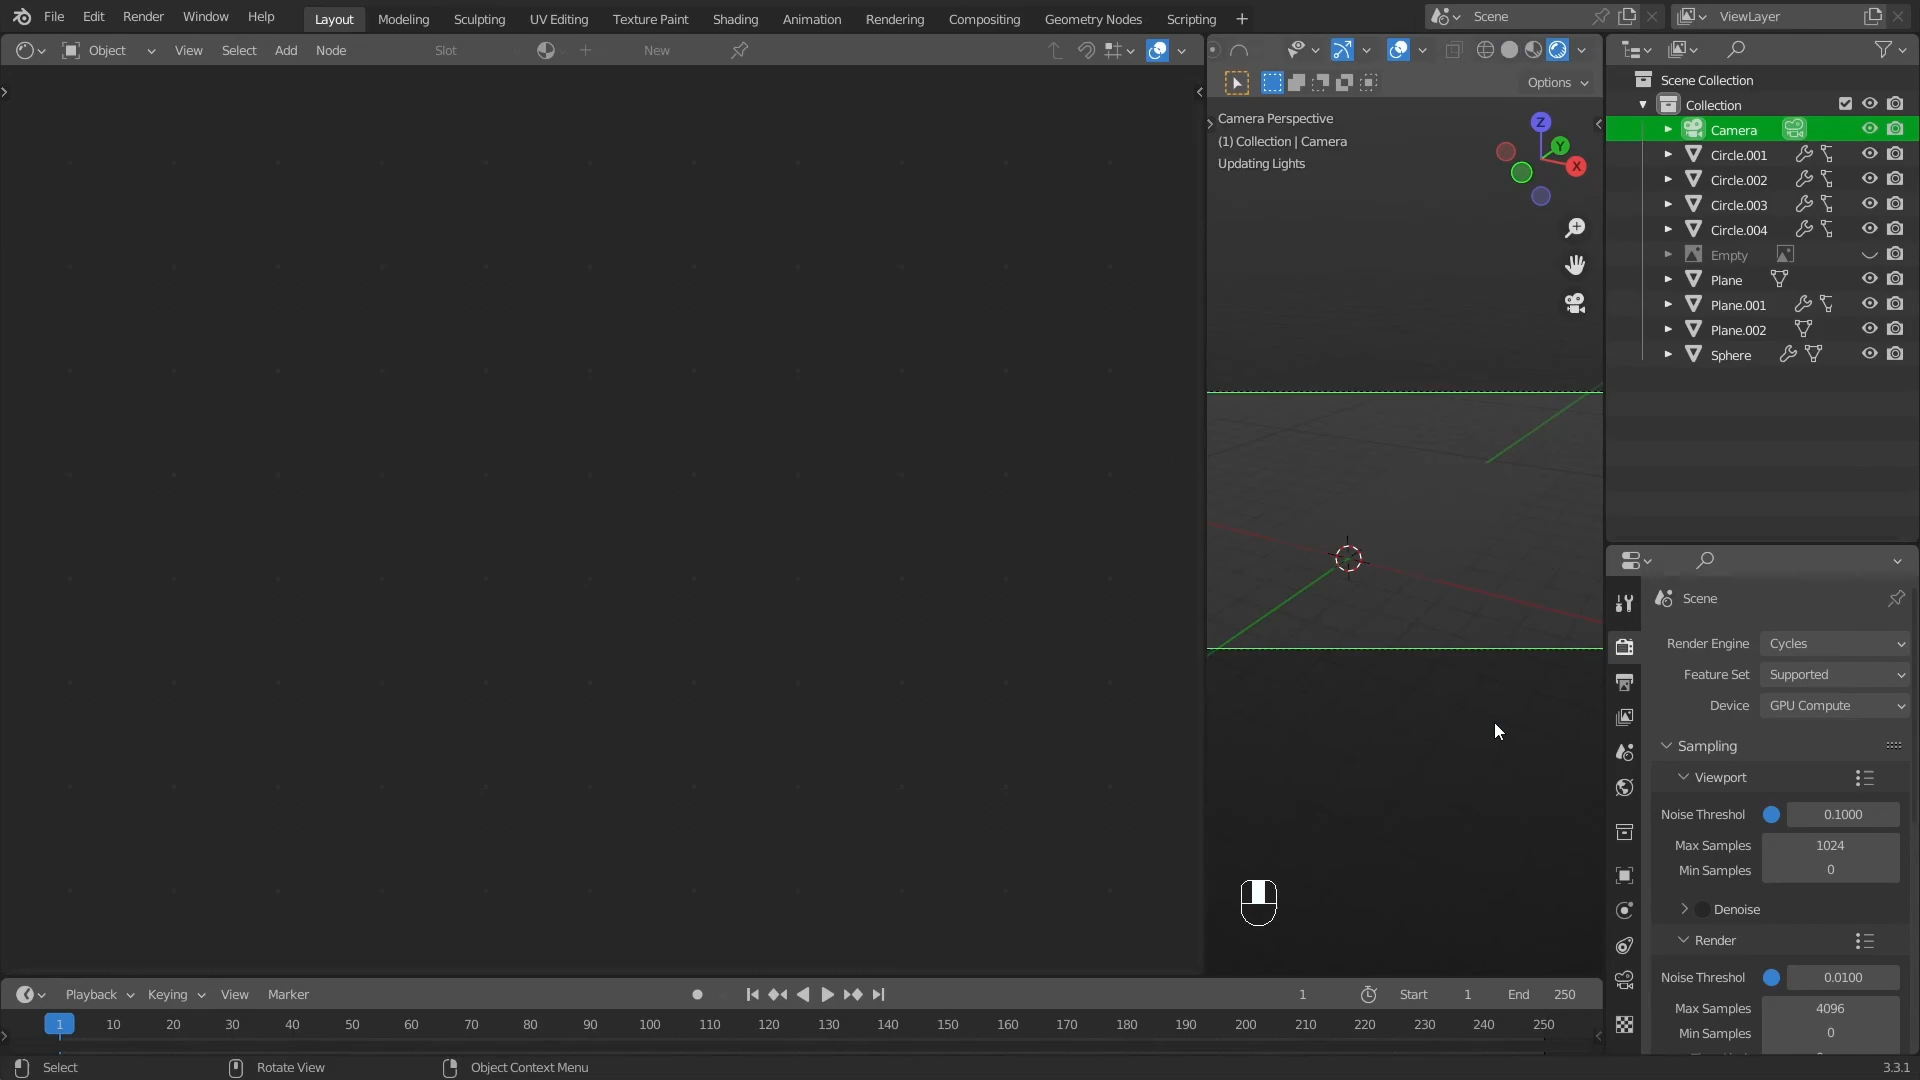 File Edit Render Window Help Layout Modeling Sculpting UV Editing Texture Paint Shading Animation Rendering Compositing Geometry Nodes Scripting + Scene ViewLayer
Object View Select Add Node Slot New
Options
Camera Perspective
(1) Collection | Camera
Updating Lights
Z
Y
X
Scene Collection
Collection
Camera
Circle.001
Circle.002
Circle.003
Circle.004
Empty
Plane
Plane.001
Plane.002
Sphere
Scene
Render Engine Cycles
Feature Set Supported
Device GPU Compute
Sampling
Viewport
Noise Threshol 0.1000
Max Samples 1024
Min Samples 0
Denoise
Render
Noise Threshol 0.0100
Max Samples 4096
Min Samples 0
Playback Keying View Marker 1 Start 1 End 250
1 10 20 30 40 50 60 70 80 90 100 110 120 130 140 150 160 170 180 190 200 210 220 230 240 250
Select Rotate View Object Context Menu 3.3.1